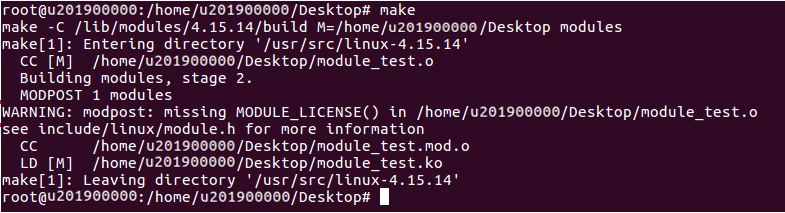 root@u201900000:/home/u201900000/Desktop# make
make -C /lib/modules/4.15.14/build M=/home/u201900000/Desktop modules
make[1]: Entering directory '/usr/src/linux-4.15.14'
  CC [M]  /home/u201900000/Desktop/module_test.o
  Building modules, stage 2.
  MODPOST 1 modules
WARNING: modpost: missing MODULE_LICENSE() in /home/u201900000/Desktop/module_test.o
see include/linux/module.h for more information
  CC      /home/u201900000/Desktop/module_test.mod.o
  LD [M]  /home/u201900000/Desktop/module_test.ko
make[1]: Leaving directory '/usr/src/linux-4.15.14'
root@u201900000:/home/u201900000/Desktop#